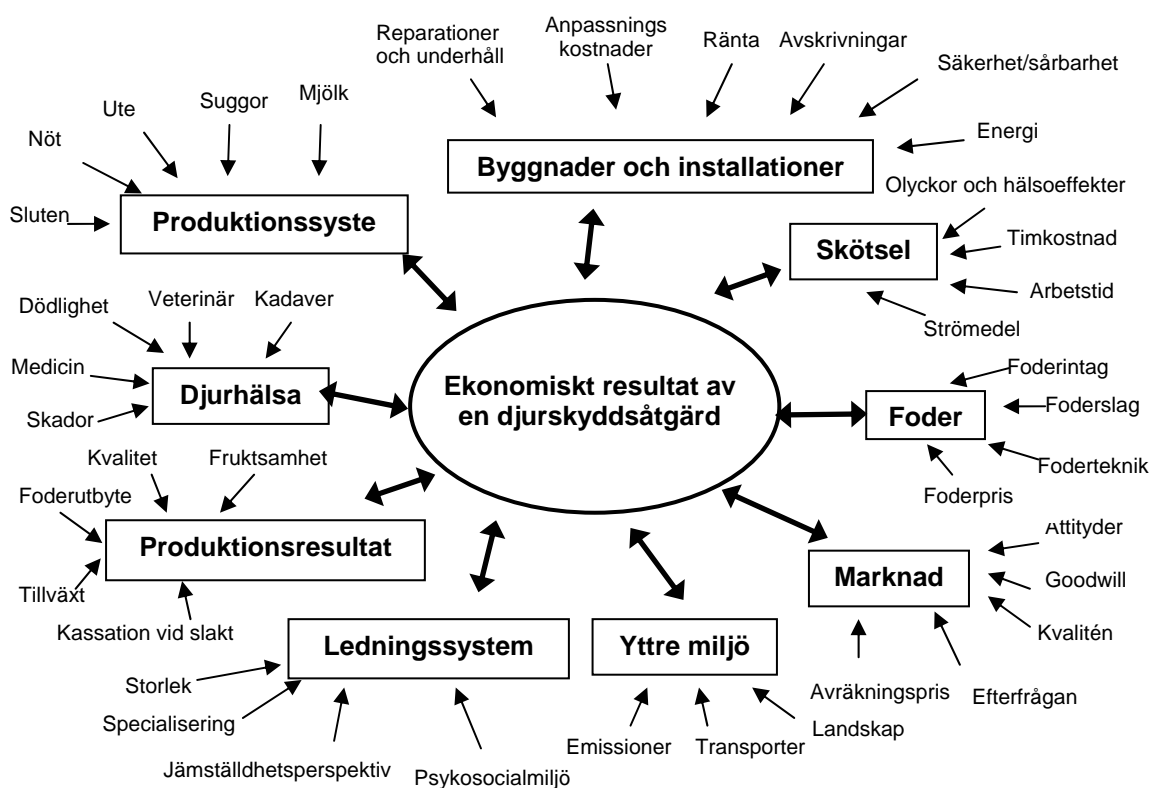 Reparationer
och underhåll
Anpassnings
kostnader
Ränta
Avskrivningar
Säkerhet/sårbarhet
Energi
Byggnader och installationer
Nöt
Ute
Suggor
Mjölk
Sluten
Produktionssyste
Olyckor och hälsoeffekter
Skötsel
Timkostnad
Arbetstid
Strömedel
Dödlighet
Veterinär
Kadaver
Medicin
Skador
Djurhälsa
Ekonomiskt resultat av
en djurskyddsåtgärd
Foderintag
Foderslag
Foder
Foderteknik
Foderpris
Kvalitet
Fruktsamhet
Foderutbyte
Produktionsresultat
Tillväxt
Kassation vid slakt
Attityder
Marknad
Goodwill
Kvalitén
Avräkningspris
Efterfrågan
Ledningssystem
Storlek
Specialisering
Jämställdhetsperspektiv
Psykosocialmiljö
Yttre miljö
Emissioner
Transporter
Landskap